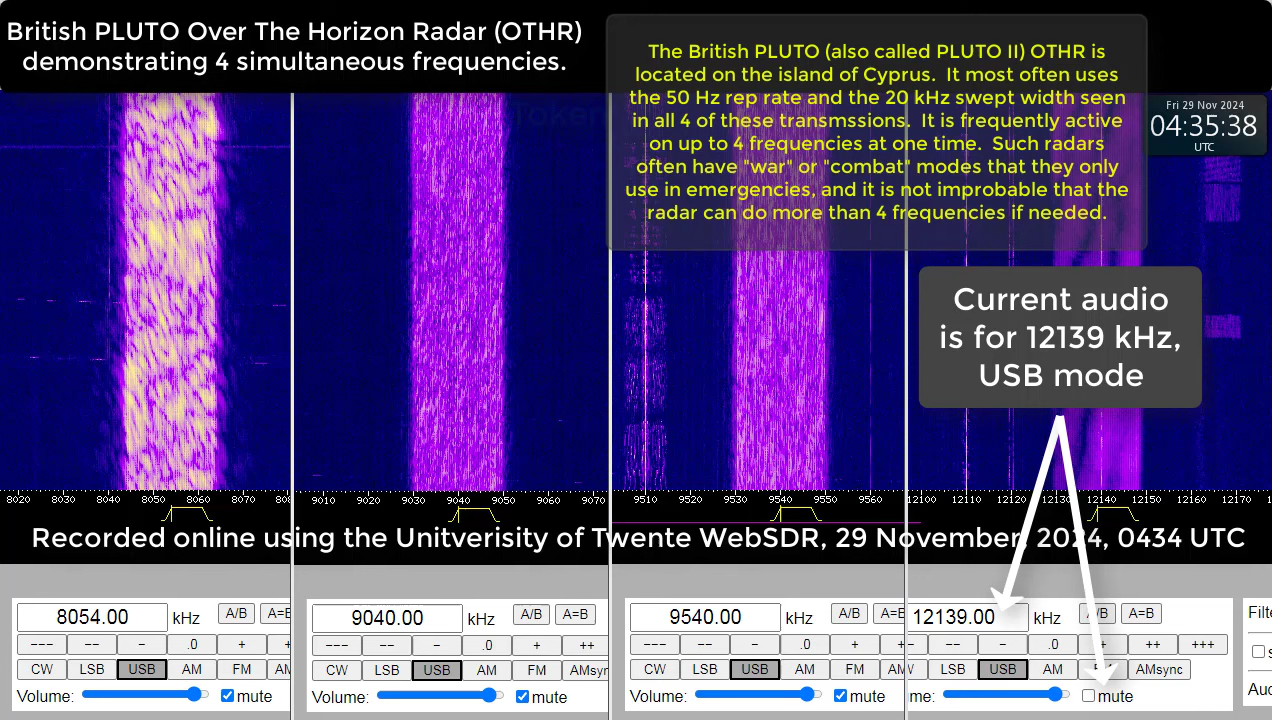 British PLUTO Over The Horizon Radar (OTHR)
demonstrating 4 simultaneous frequencies.
The British PLUTO (also called PLUTO II) OTHR is
located on the island of Cyprus. It most often uses
the 50 Hz rep rate and the 20 kHz swept width seen
in all 4 of these transmssions. It is frequently active
on up to 4 frequencies at one time. Such radars
often have "war" or "combat" modes that they only
use in emergencies, and it is not improbable that the
radar can do more than 4 frequencies if needed.
Fri 29 Nov 2024
04:35:38
UTC
Current audio
is for 12139 kHz,
USB mode
8020 8030 8040 8050 8060 8070 80
9010 9020 9030 9040 9050 9060 9070
9510 9520 9530 9540 9550 9560
12100 12110 12120 12130 12140 12150 12160 12170
Recorded online using the Unitverisity of Twente WebSDR, 29 November, 2024, 0434 UTC
8054.00 kHz A/B A=B
--- -- - .0 + +
CW LSB USB AM FM AM
Volume: mute
9040.00 kHz A/B A=B
--- -- - .0 + ++
CW LSB USB AM FM AMsyn
Volume: mute
9540.00 kHz A/B A=B
--- -- - .0 + +
CW LSB USB AM FM AM
Volume: mute
12139.00 kHz A/B A=B
-- - .0 + ++ +++
W LSB USB AM AMsync
me: mute
Filte
s
Aud